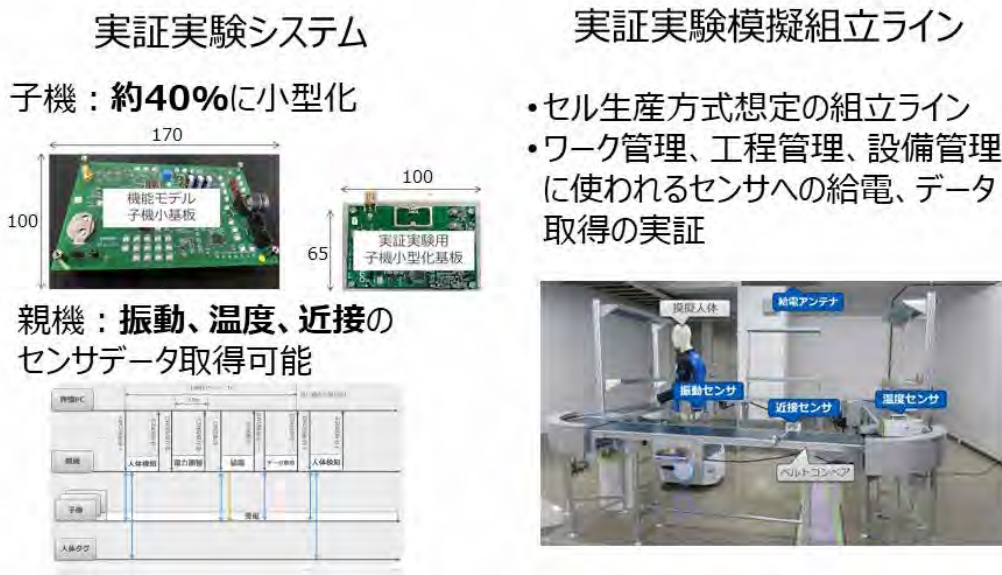 実証実験システム
子機：約40%に小型化
170
100
機能モデル
子機小基板
100
65
実証実験用
子機小型化基板
親機：振動、温度、近接の
センサデータ取得可能
親機
人体検知
給電
データ取得
人体検知
子機
受電
人体タグ
実証実験模擬組立ライン
•セル生産方式想定の組立ライン
•ワーク管理、工程管理、設備管理
に使われるセンサへの給電、データ
取得の実証
模擬人体
給電アンテナ
振動センサ
近接センサ
温度センサ
ベルトコンベア